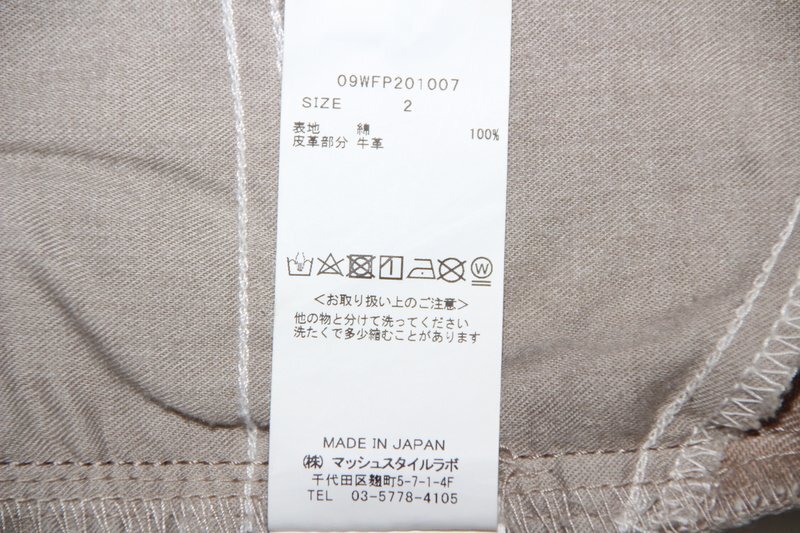 09WFP201007
SIZE 2
表地 綿 100%
皮革部分 牛革
W
＜お取り扱い上のご注意＞
他の物と分けて洗ってください
洗たくで多少縮むことがあります
MADE IN JAPAN
(株) マッシュスタイルラボ
千代田区麹町5-7-1-4F
TEL 03-5778-4105